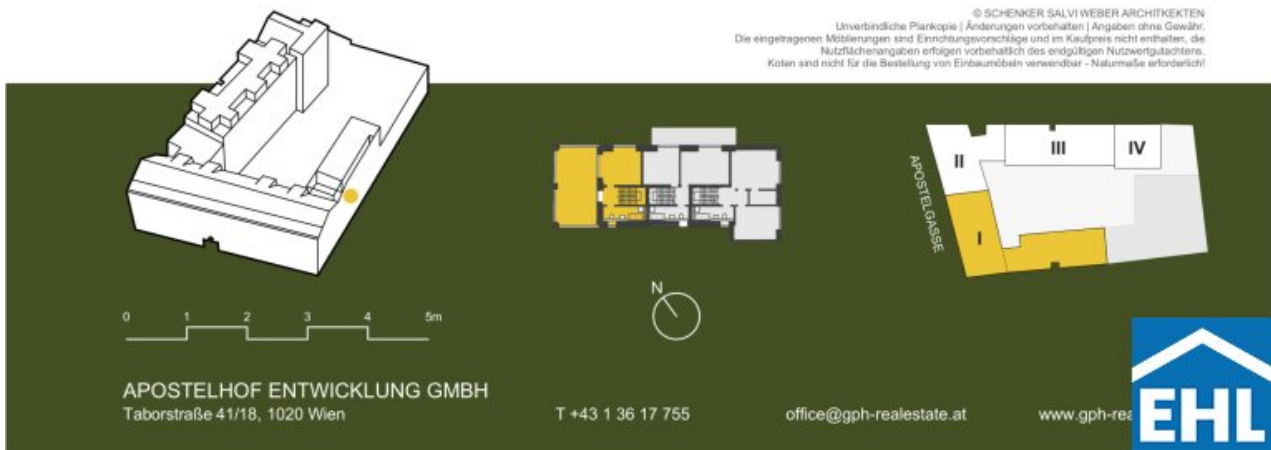 © SCHENKER SALVI WEBER ARCHITKEKTEN
Unverbindliche Plankopie | Änderungen vorbehalten | Angaben ohne Gewähr.
Die eingetragenen Möblierungen sind Einrichtungsvorschläge und im Kaufpreis nicht enthalten, die
Nutzflächenangaben erfolgen vorbehaltlich des endgültigen Nutzwertgutachtens.
Koten sind nicht für die Bestellung von Einbaumöbeln verwendbar - Naturmaße erforderlich!
II
III
IV
APOSTELGASSE
I
N
0 1 2 3 4 5m
APOSTELHOF ENTWICKLUNG GMBH
Taborstraße 41/18, 1020 Wien
T +43 1 36 17 755
office@gph-realestate.at
www.gph-rea
EHL